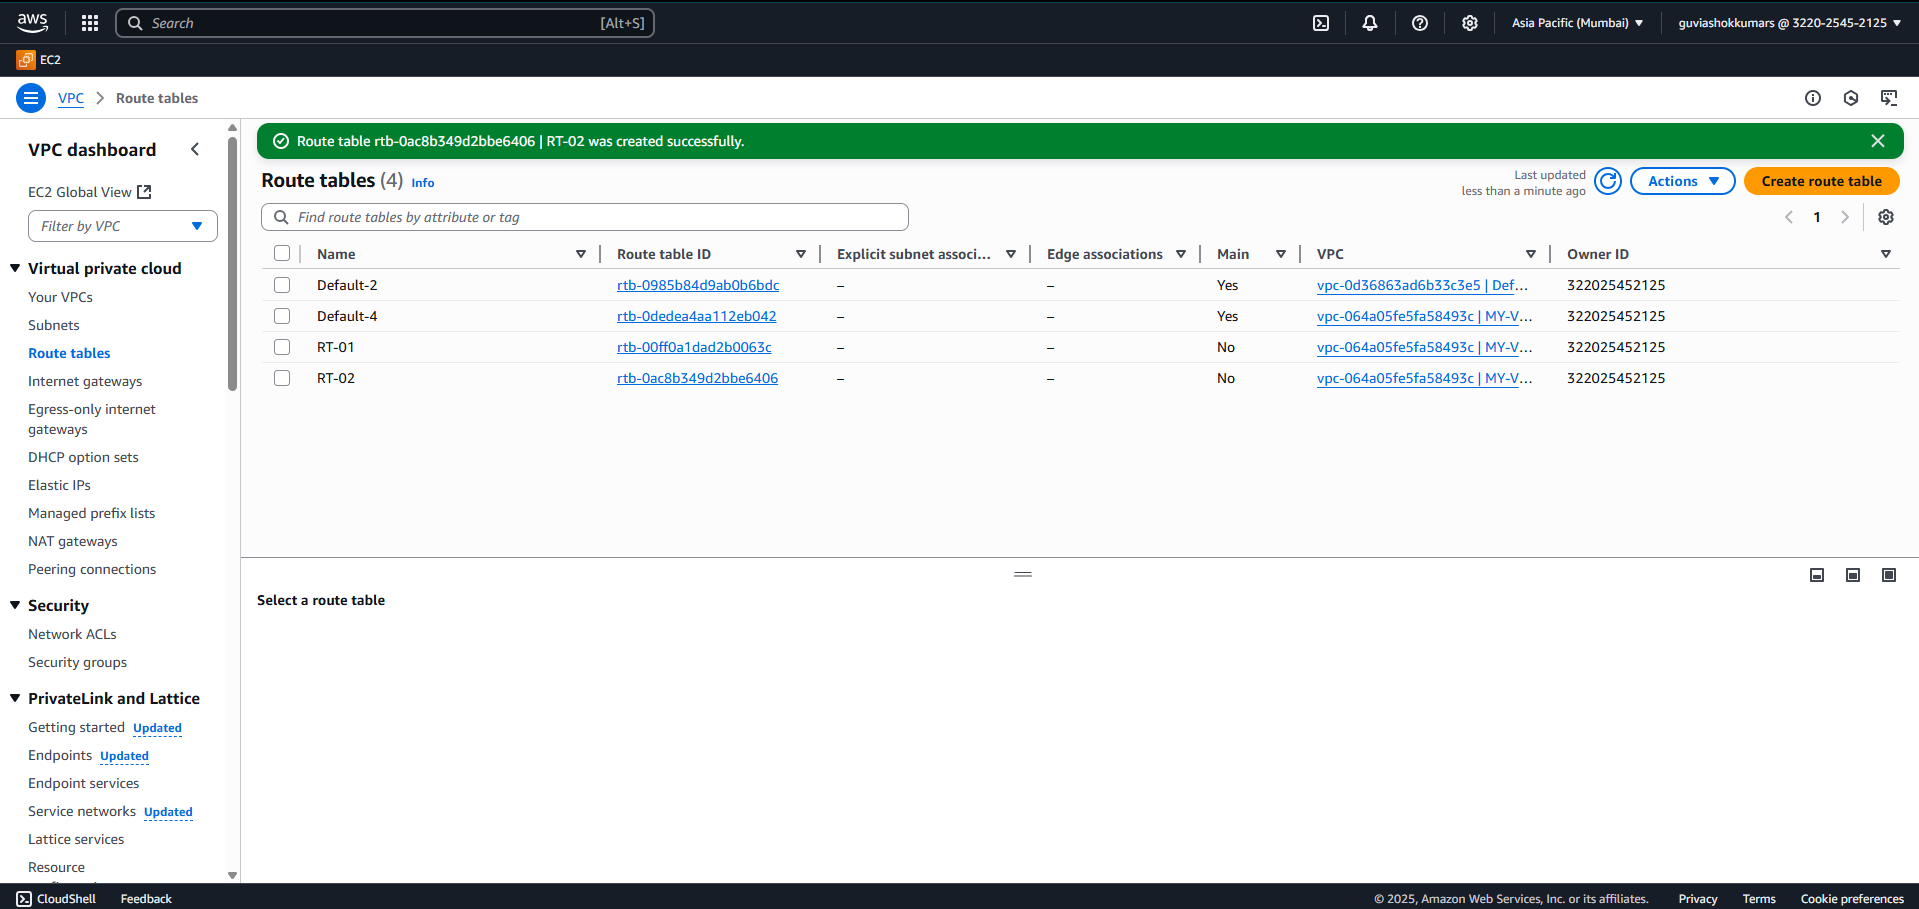 aws
Search [Alt+S]
Asia Pacific (Mumbai) guviashokkumars @ 3220-2545-2125
EC2
VPC Route tables
VPC dashboard
EC2 Global View
Filter by VPC
Virtual private cloud
Your VPCs
Subnets
Route tables
Internet gateways
Egress-only internet
gateways
DHCP option sets
Elastic IPs
Managed prefix lists
NAT gateways
Peering connections
Security
Network ACLs
Security groups
PrivateLink and Lattice
Getting started Updated
Endpoints Updated
Endpoint services
Service networks Updated
Lattice services
Resource
Route table rtb-0ac8b349d2bbe6406 | RT-02 was created successfully.
Route tables (4) Info
Last updated
less than a minute ago
Actions
Create route table
Find route tables by attribute or tag
1
Name Route table ID Explicit subnet associ... Edge associations Main VPC Owner ID
Default-2 rtb-0985b84d9ab0b6bdc – – Yes vpc-0d36863ad6b33c3e5 | Def... 322025452125
Default-4 rtb-0dedea4aa112eb042 – – Yes vpc-064a05fe5fa58493c | MY-V... 322025452125
RT-01 rtb-00ff0a1dad2b0063c – – No vpc-064a05fe5fa58493c | MY-V... 322025452125
RT-02 rtb-0ac8b349d2bbe6406 – – No vpc-064a05fe5fa58493c | MY-V... 322025452125
Select a route table
CloudShell Feedback
© 2025, Amazon Web Services, Inc. or its affiliates. Privacy Terms Cookie preferences